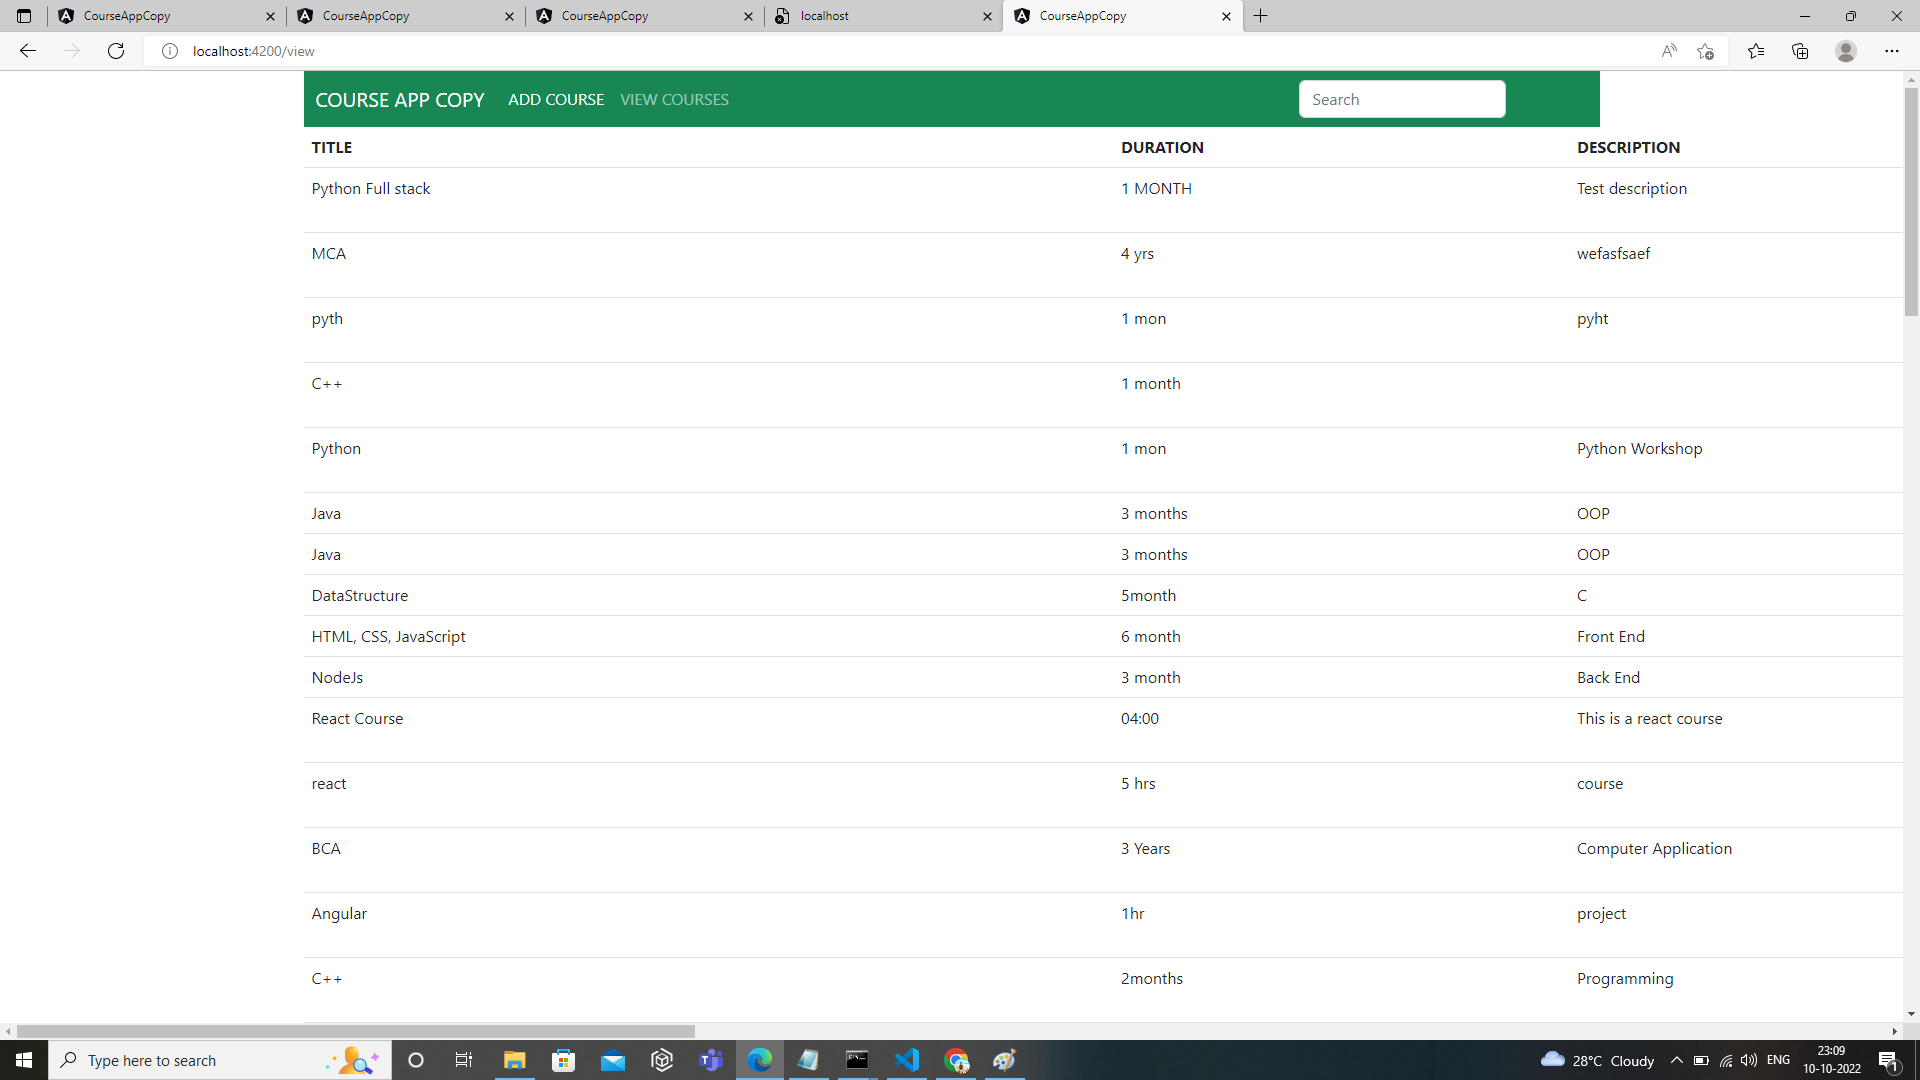 CourseAppCopy CourseAppCopy CourseAppCopy localhost CourseAppCopy
localhost:4200/view
COURSE APP COPY ADD COURSE VIEW COURSES Search
TITLE DURATION DESCRIPTION
Python Full stack 1 MONTH Test description
MCA 4 yrs wefasfsaef
pyth 1 mon pyht
C++ 1 month
Python 1 mon Python Workshop
Java 3 months OOP
Java 3 months OOP
DataStructure 5month C
HTML, CSS, JavaScript 6 month Front End
NodeJs 3 month Back End
React Course 04:00 This is a react course
react 5 hrs course
BCA 3 Years Computer Application
Angular 1hr project
C++ 2months Programming
Type here to search 28°C Cloudy ENG 23:09
10-10-2022 1